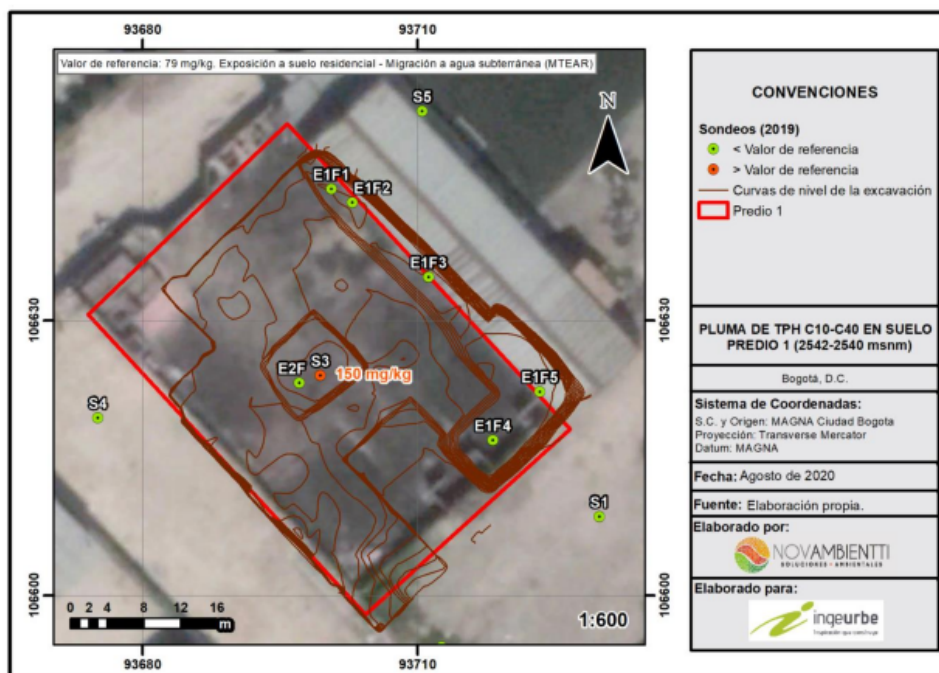 93680
93710
Valor de referencia: 79 mg/kg. Exposición a suelo residencial - Migración a agua subterránea (MTEAR)
S5
N
E1F1
E1F2
E1F3
106630
106630
S3
E2F
150 mg/kg
E1F5
S4
E1F4
S1
106600
106600
0 2 4 8 12 16
m
1:600
93680
93710
CONVENCIONES
Sondeos (2019)
< Valor de referencia
> Valor de referencia
Curvas de nivel de la excavación
Predio 1
PLUMA DE TPH C10-C40 EN SUELO
PREDIO 1 (2542-2540 msnm)
Bogotá, D.C.
Sistema de Coordenadas:
S.C. y Origen: MAGNA Ciudad Bogota
Proyección: Transverse Mercator
Datum: MAGNA
Fecha: Agosto de 2020
Fuente: Elaboración propia.
Elaborado por:
NOVAMBIENTTI
SOLUCIONES - AMBIENTALES
Elaborado para:
ingeurbe
Inspiración que construye